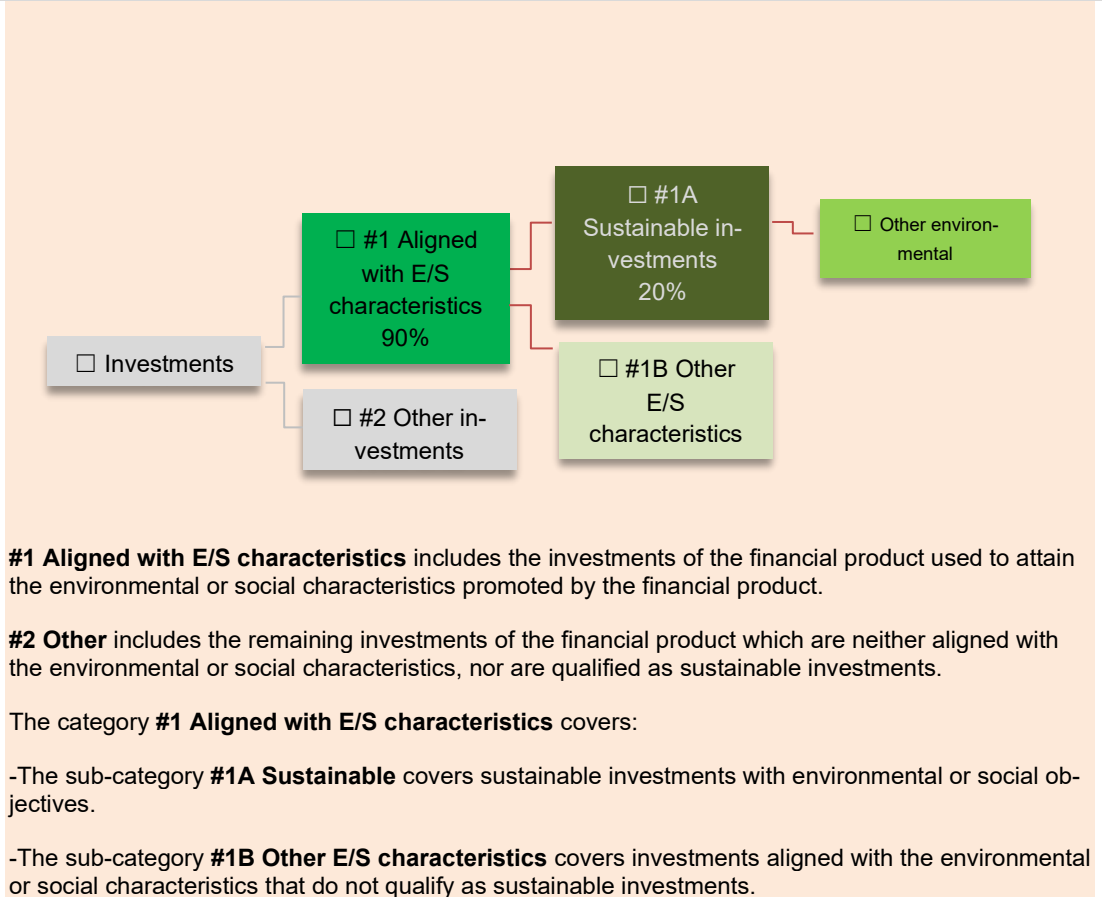 ☐ Investments
☐ #1 Aligned
with E/S
characteristics
90%
☐ #2 Other in-
vestments
☐ #1A
Sustainable in-
vestments
20%
☐ #1B Other
E/S
characteristics
☐ Other environ-
mental
#1 Aligned with E/S characteristics includes the investments of the financial product used to attain
the environmental or social characteristics promoted by the financial product.
#2 Other includes the remaining investments of the financial product which are neither aligned with
the environmental or social characteristics, nor are qualified as sustainable investments.
The category #1 Aligned with E/S characteristics covers:
-The sub-category #1A Sustainable covers sustainable investments with environmental or social ob-
jectives.
-The sub-category #1B Other E/S characteristics covers investments aligned with the environmental
or social characteristics that do not qualify as sustainable investments.